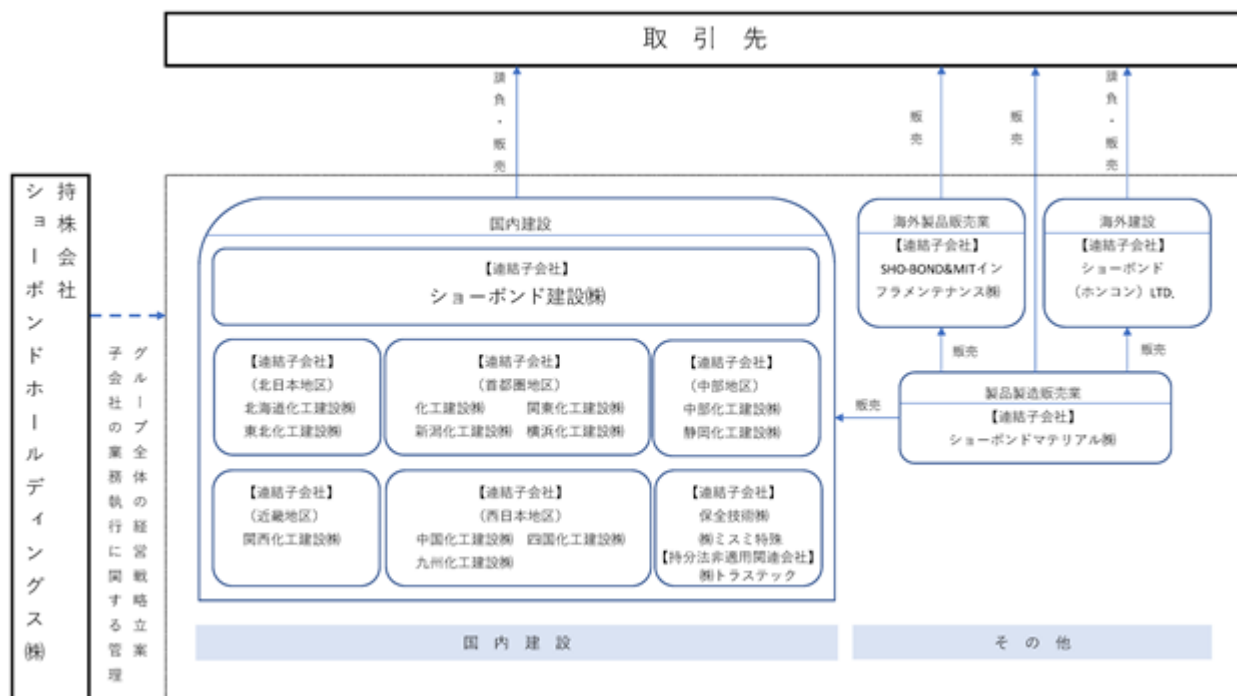 取引先
請負・販売
販売
販売
請負・販売
持株会社
ショーボンドホールディングス㈱
グループ全体の経営戦略立案
子会社の業務執行に関する管理
国内建設
【連結子会社】
ショーボンド建設㈱
【連結子会社】
(北日本地区)
北海道化工建設㈱
東北化工建設㈱
【連結子会社】
(首都圏地区)
化工建設㈱ 関東化工建設㈱
新潟化工建設㈱ 横浜化工建設㈱
【連結子会社】
(中部地区)
中部化工建設㈱
静岡化工建設㈱
【連結子会社】
(近畿地区)
関西化工建設㈱
【連結子会社】
(西日本地区)
中国化工建設㈱ 四国化工建設㈱
九州化工建設㈱
【連結子会社】
保全技術㈱
㈱ミスミ特殊
【持分法非適用関連会社】
㈱トラステック
海外製品販売業
【連結子会社】
SHO-BOND&MITイン
フラメンテナンス㈱
海外建設
【連結子会社】
ショーボンド
(ホンコン)LTD.
販売
販売
販売
製品製造販売業
【連結子会社】
ショーボンドマテリアル㈱
国内建設
その他